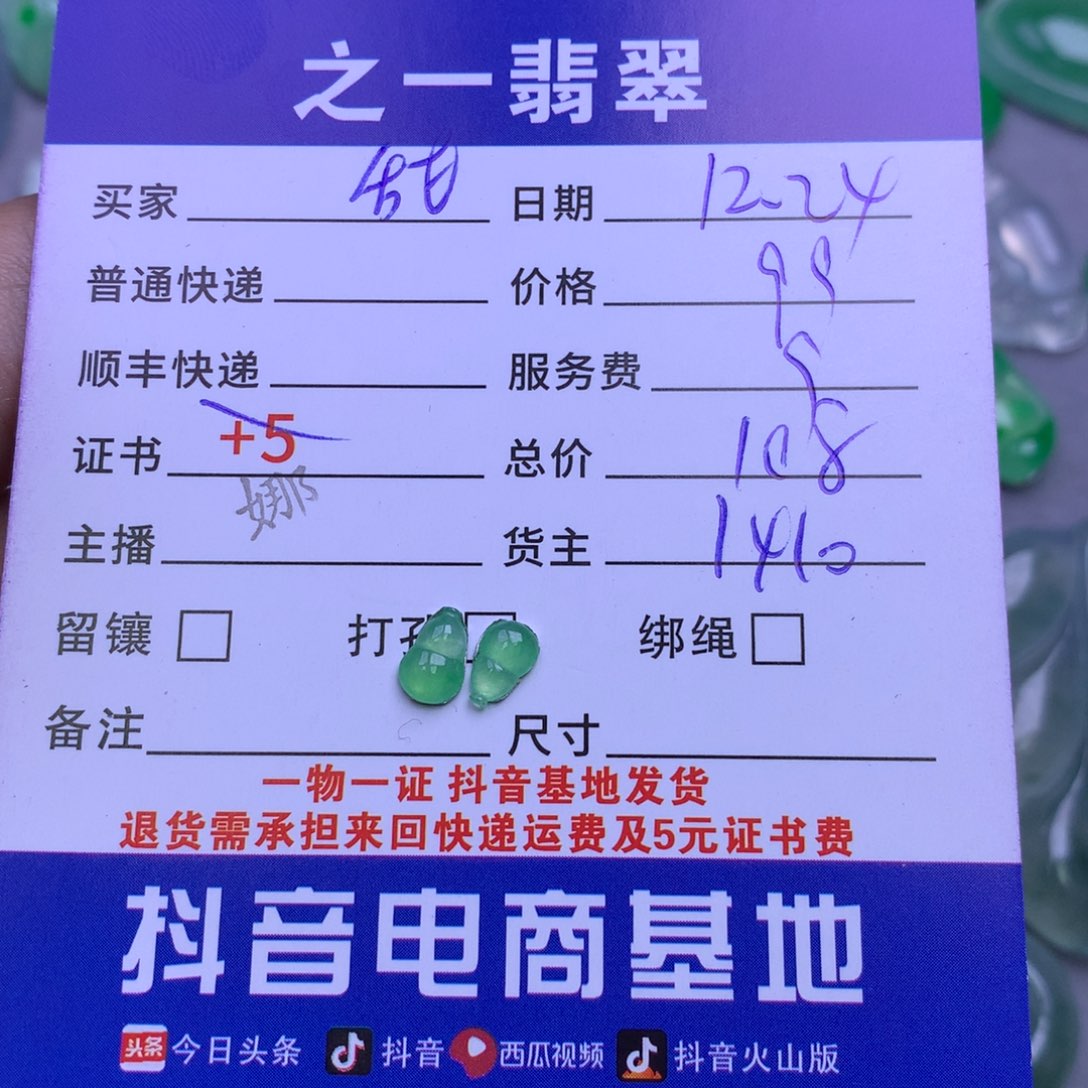 之一翡翠
买家 日期 12-24
普通快递 价格 99
顺丰快递 服务费
证书 +5 总价 108
主播 娜 货主 1410
留镶 打孔 绑绳
备注 尺寸
一物一证 抖音基地发货
退货需承担来回快递运费及5元证书费
抖音电商基地
头条 今日头条 抖音 西瓜视频 抖音火山版